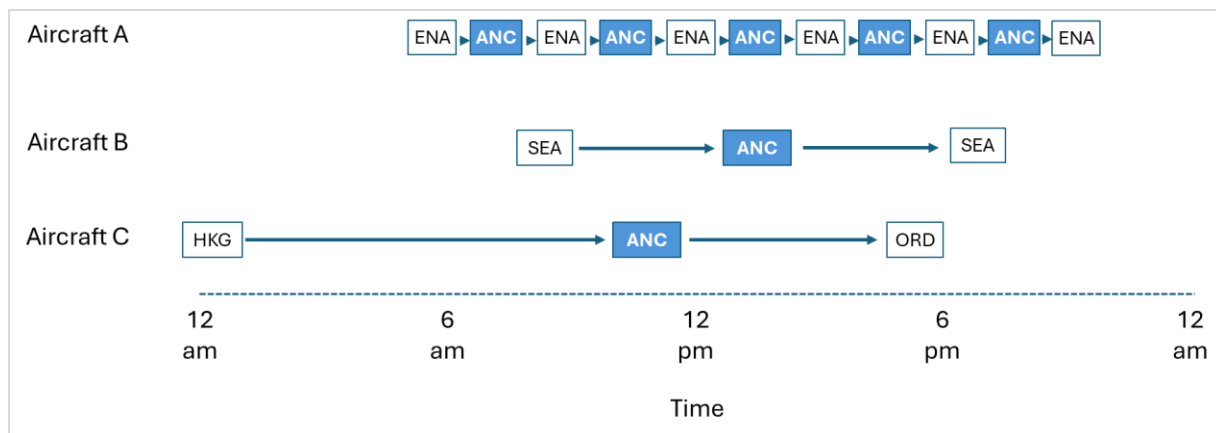 Aircraft A
ENA ANC ENA ANC ENA ANC ENA ANC ENA ANC ENA
Aircraft B
SEA ANC SEA
Aircraft C
HKG ANC ORD
12 6 12 6 12
am am pm pm am
Time